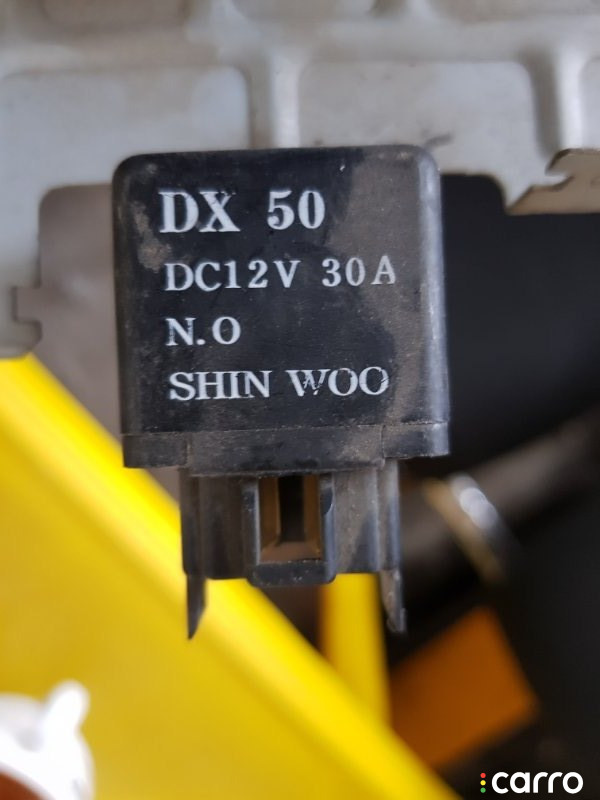 DX 50
DC12V 30A
N.O
SHIN WOO
carro